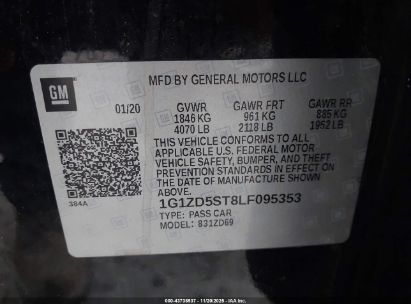 MFD BY GENERAL MOTORS LLC
GM
01/20
GVWR GAWR FRT GAWR RR
1846 KG 961 KG 885 KG
4070 LB 2118 LB 1952 LB
THIS VEHICLE CONFORMS TO ALL
APPLICABLE U.S. FEDERAL MOTOR
VEHICLE SAFETY, BUMPER, AND THEFT
PREVENTION STANDARDS IN EFFECT ON
THE DATE OF MANUFACTURE SHOWN
ABOVE.
384A
1G1ZD5ST8LF095353
TYPE: PASS CAR
MODEL: 831ZD69